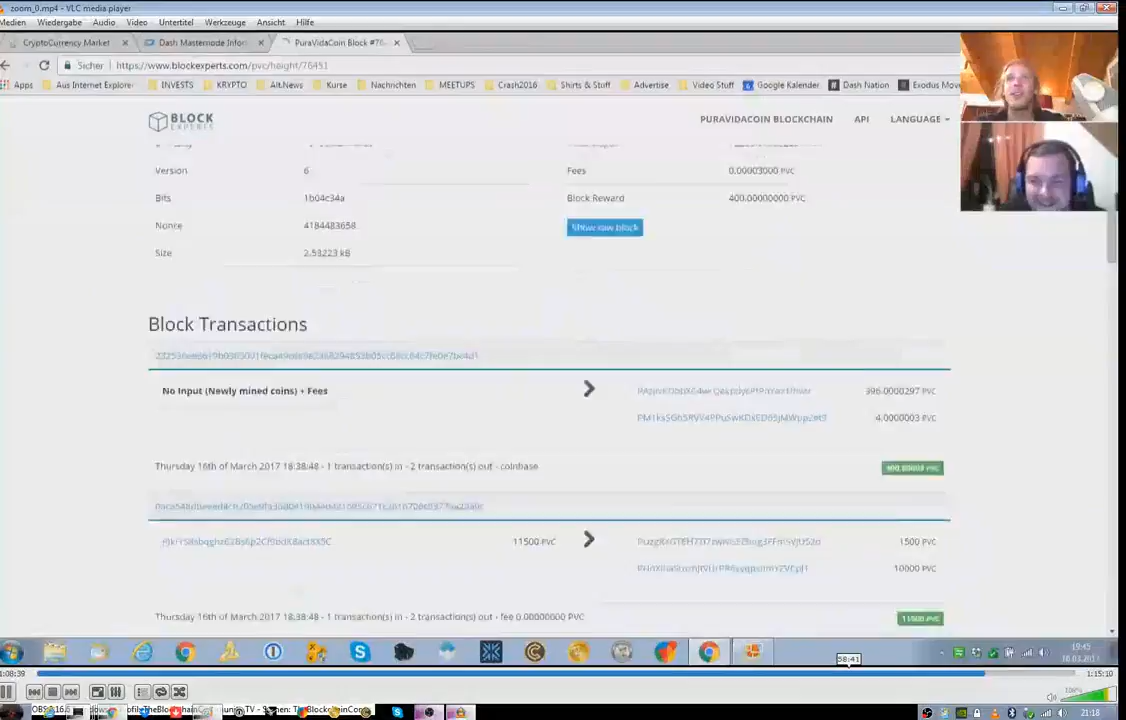 zoom_0.mp4 - VLC media player
Medien Wiedergabe Audio Video Untertitel Werkzeuge Ansicht Hilfe
CryptoCurrency Market × Dash Masternode Infor × PuraVidaCoin Block #76 ×
Sicher https://www.blockexperts.com/pvc/height/76451
Apps Aus Internet Explorer INVESTS KRYPTO Alt.News Kurse Nachrichten MEETUPS Crash2016 Shirts & Stuff Advertise Video Stuff Google Kalender Dash Nation Exodus Move
BLOCK EXPERTS PURAVIDACOIN BLOCKCHAIN API LANGUAGE
Version 6 Fees 0.00003000 PVC
Bits 1b04c34a Block Reward 400.00000000 PVC
Nonce 4184483658 Show raw block
Size 2.53223 kB
Block Transactions
No Input (Newly mined coins) + Fees 396.0000297 PVC
4.0000003 PVC
Thursday 16th of March 2017 18:38:48 - 1 transaction(s) in - 2 transaction(s) out - coinbase 400.00003 PVC
11500 PVC 1500 PVC
10000 PVC
Thursday 16th of March 2017 18:38:48 - 1 transaction(s) in - 2 transaction(s) out - fee 0.00000000 PVC 11500 PVC
19:45
58:41
1:08:39 1:15:10
100%
21:18